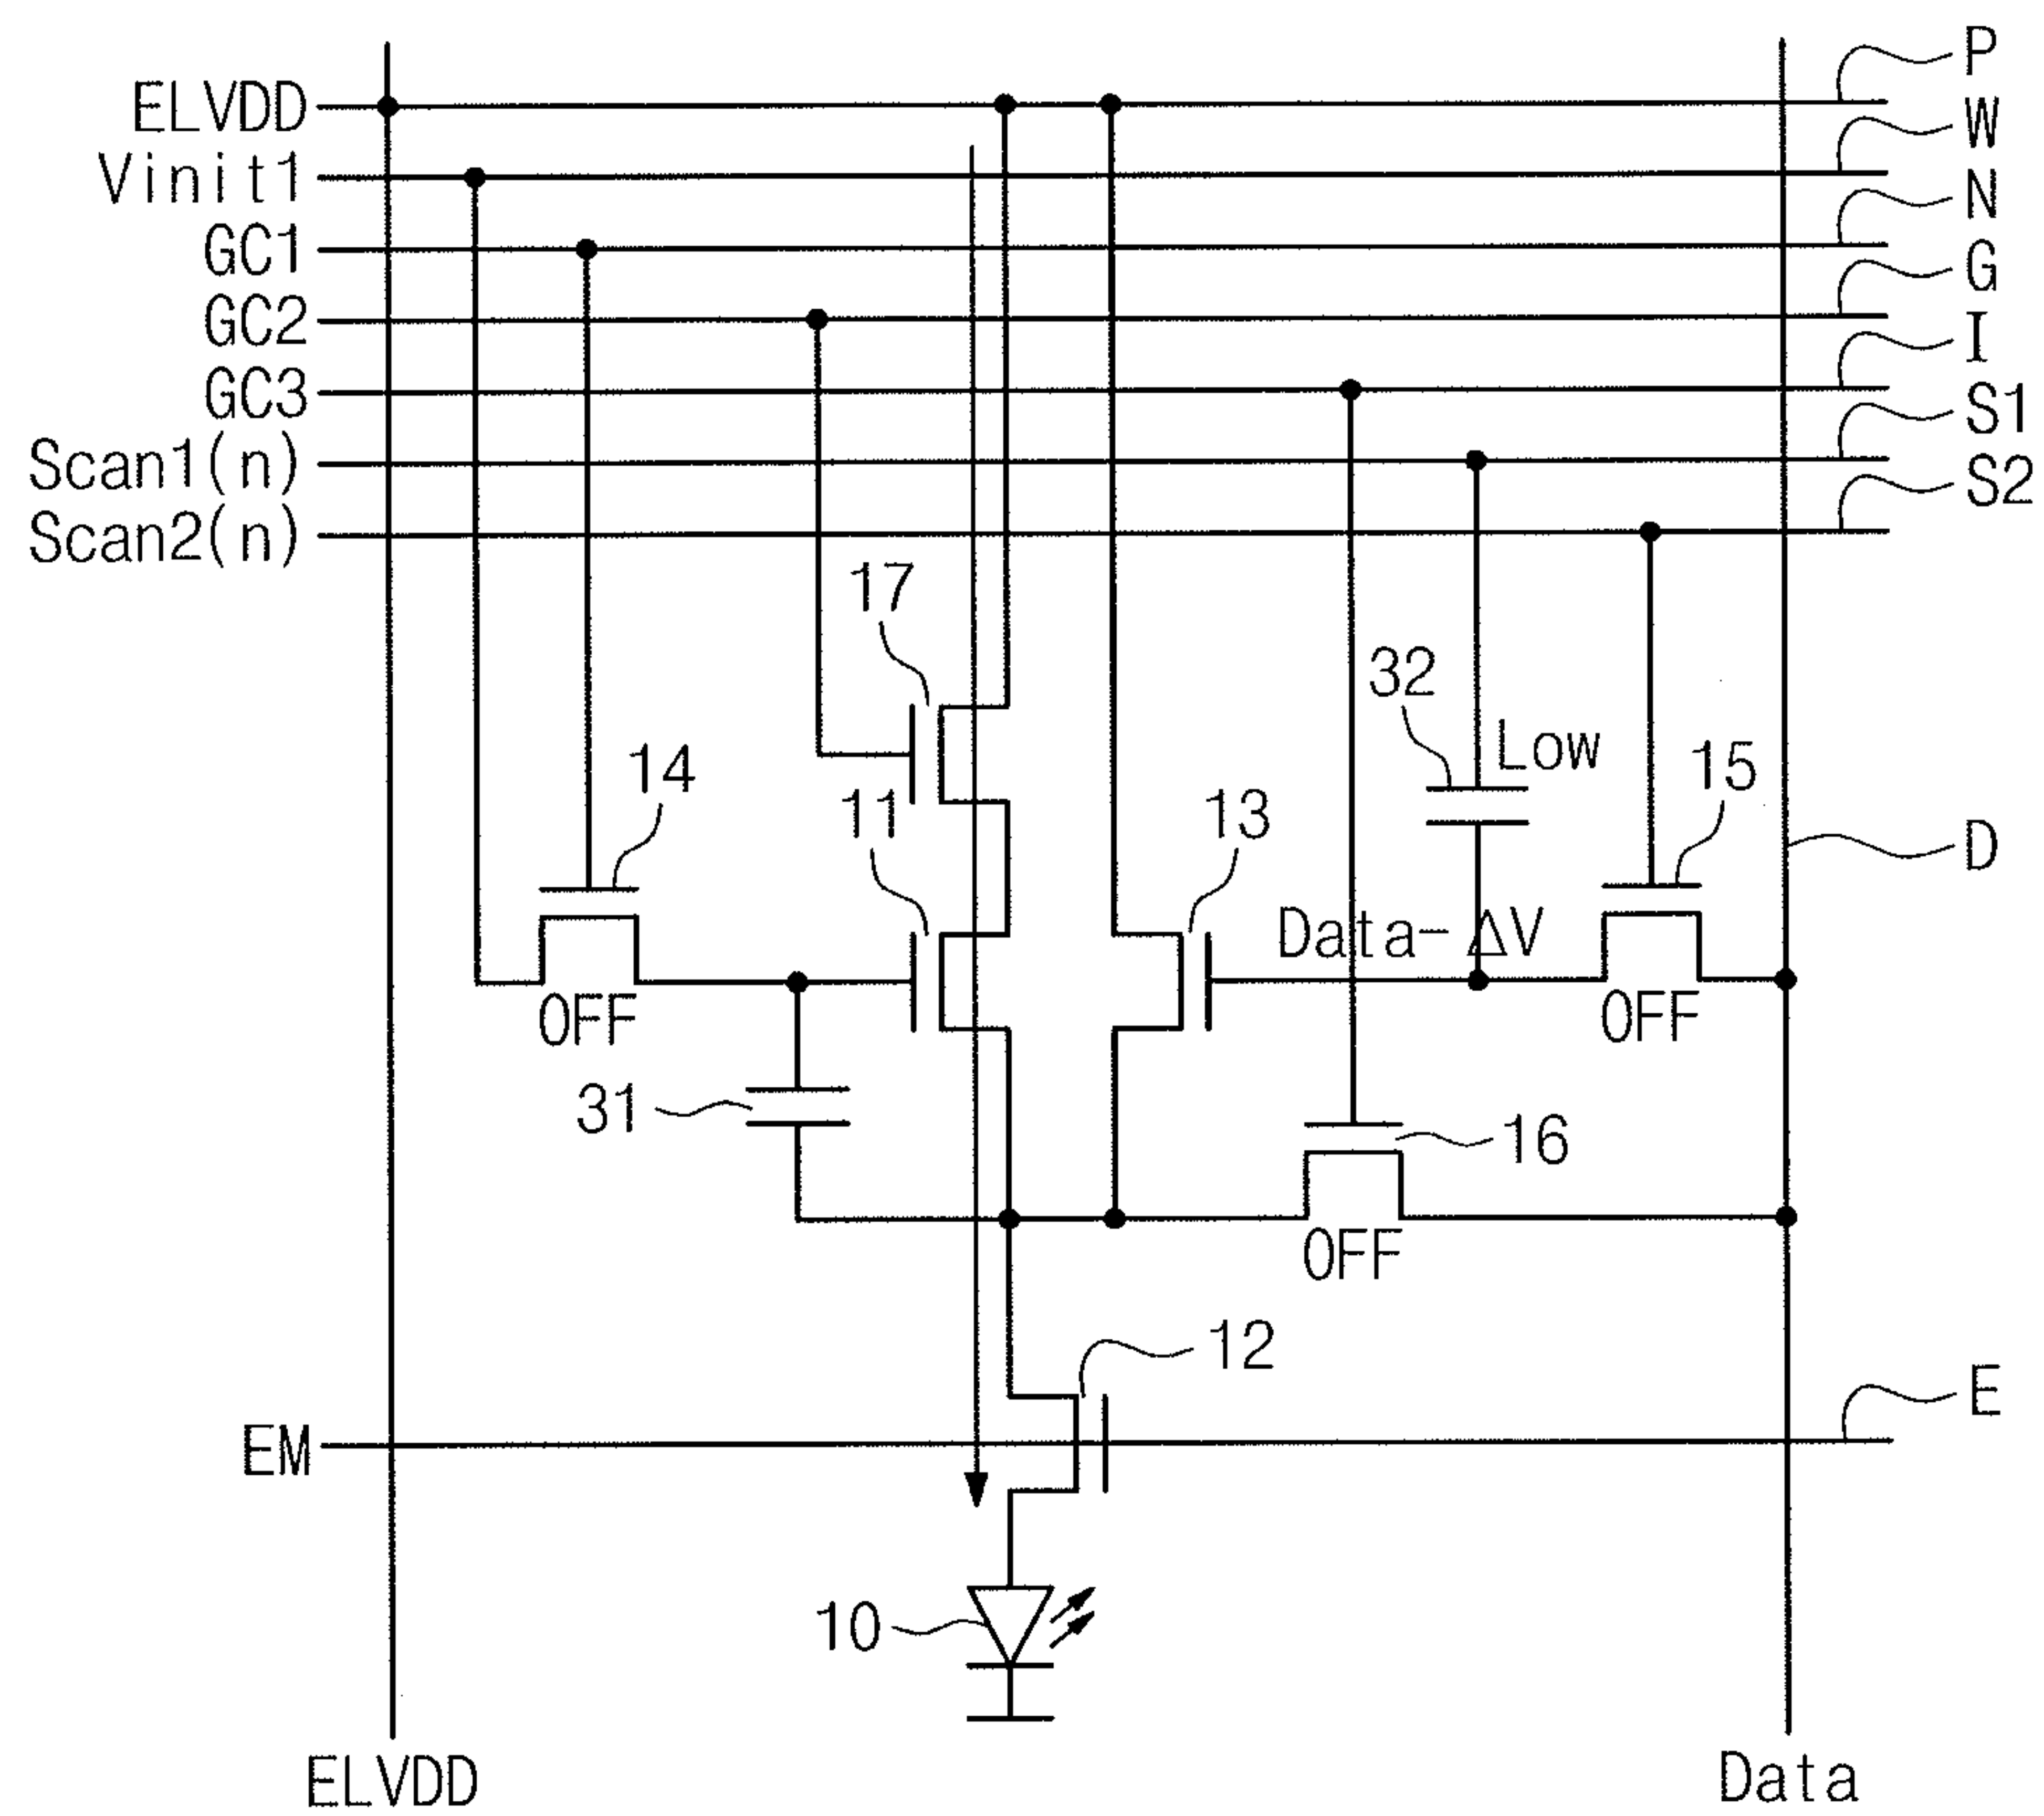 ELVDD
P
Vinit1
W
GC1
N
GC2
G
GC3
I
Scan1(n)
S1
Scan2(n)
S2
17
32
Low
14
15
11
13
D
Data-ΔV
OFF
OFF
31
16
OFF
12
EM
E
10
ELVDD
Data